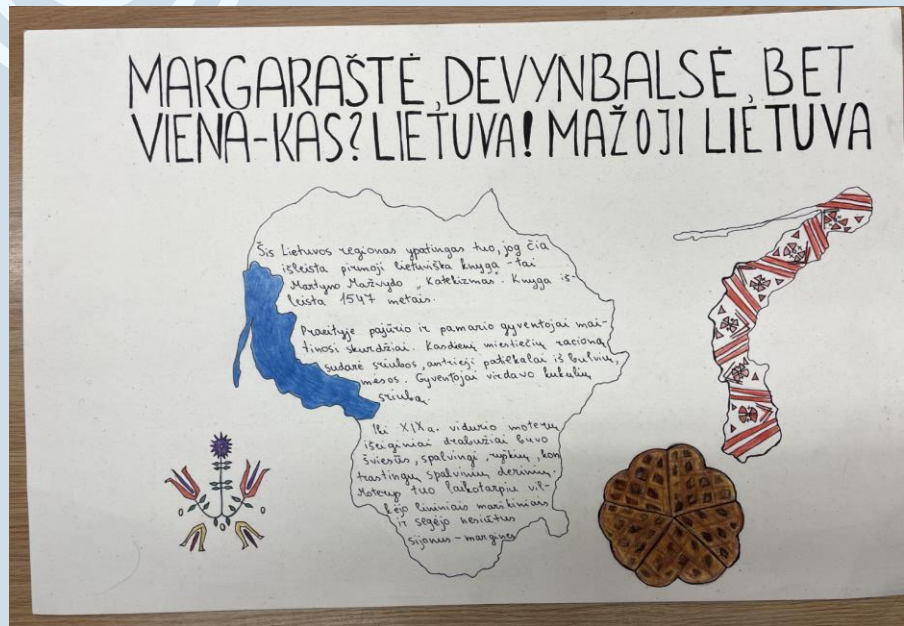 MARGARAŠTĖ, DEVYNBALSĖ, BET
VIENA-KAS? LIETUVA! MAŽOJI LIETUVA
Šis Lietuvos regionas ypatingas tuo, jog čia
išleista pirmoji lietuviška knyga - tai
Martyno Mažvydo „Katekizmas". Knyga iš-
leista 1547 metais.
Praeityje pajūrio ir pamario gyventojai mai-
tinosi skurdžiai. Kasdienį miestiečių racioną
sudarė sriubos, antrieji patiekalai iš bulvių,
mėsos. Gyventojai virdavo kukulių
sriubą.
Iki XIXa. vidurio moterų
išeiginiai drabužiai buvo
šviesūs, spalvingi, ryškių, kon
trastingų spalvinių derinių.
Moterys tuo laikotarpiu vil-
kėjo lininiais marškiniais
ir segėjo nesiūtus
sijonus - margines